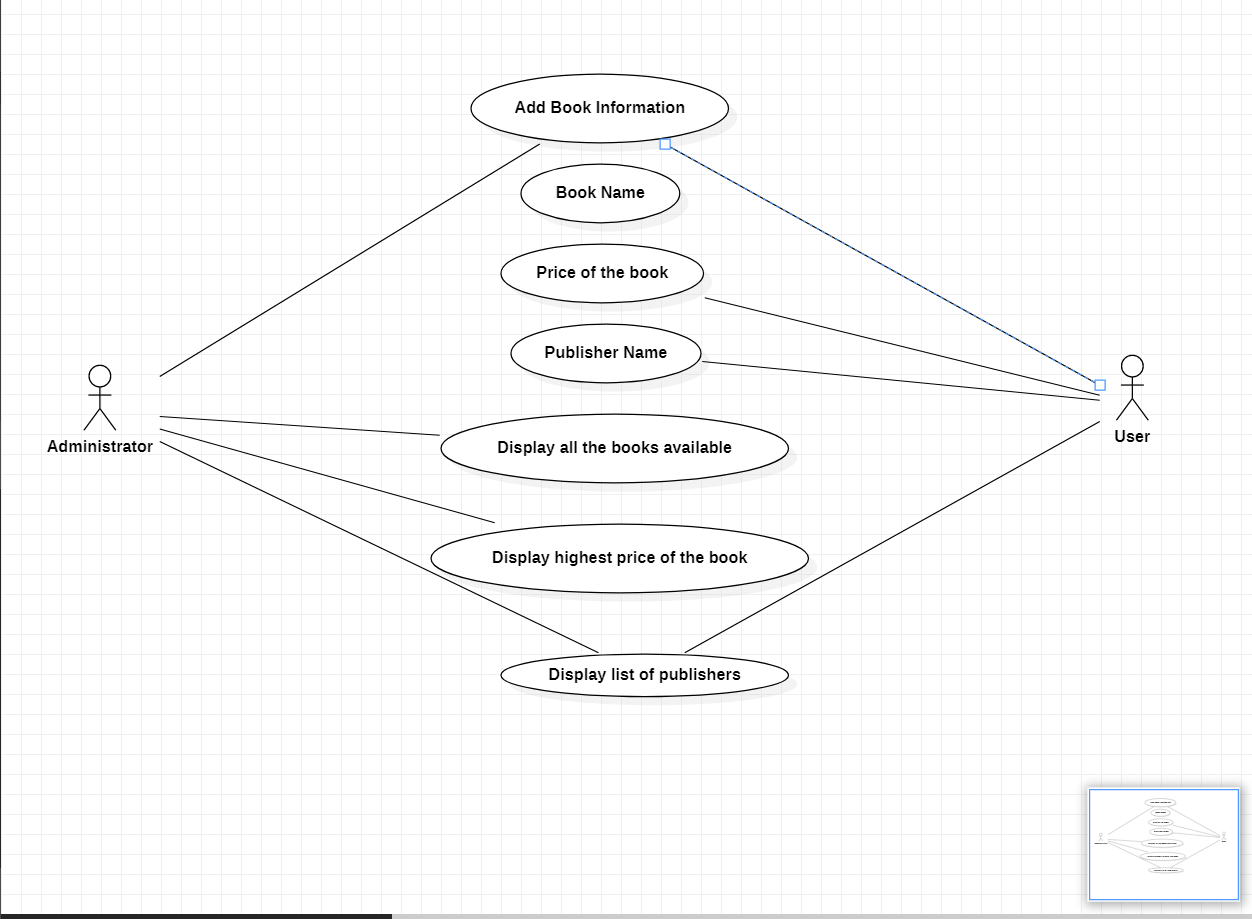 Add Book Information
Book Name
Price of the book
Publisher Name
Administrator
User
Display all the books available
Display highest price of the book
Display list of publishers